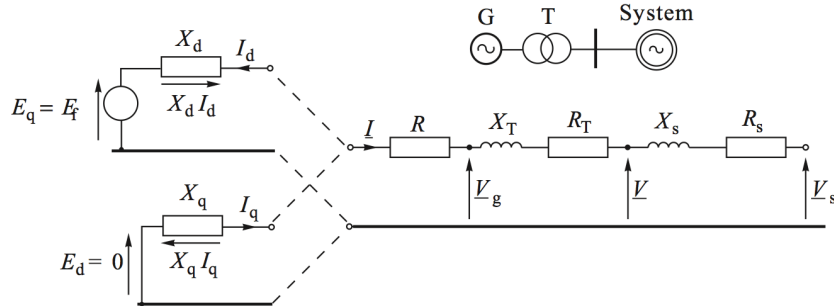 G T System
X_d I_d
X_d I_d
E_q = E_f
I R X_T R_T X_s R_s
V_g V V_s
X_q I_q
X_q I_q
E_d = 0